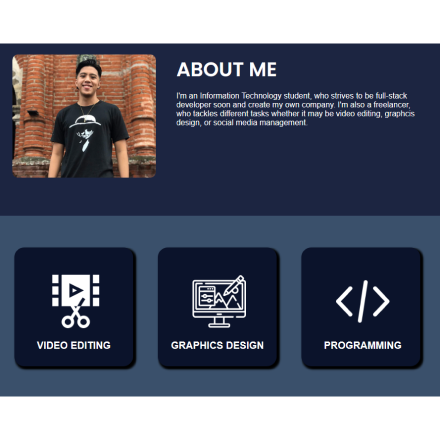 ABOUT ME
I'm an Information Technology student, who strives to be full-stack
developer soon and create my own company. I'm also a freelancer,
who tackles different tasks whether it may be video editing, graphcis
design, or social media management.
VIDEO EDITING
GRAPHICS DESIGN
PROGRAMMING